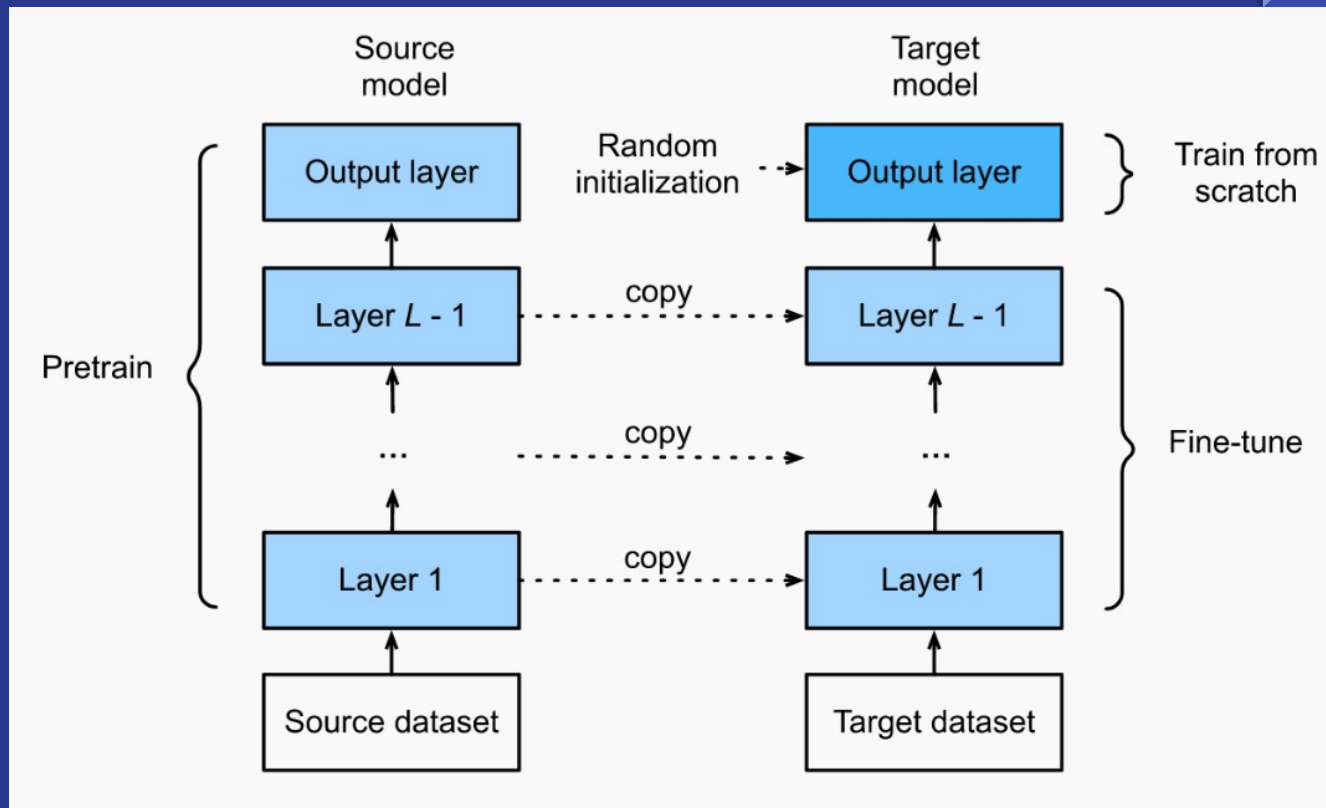 Source
model
Target
model
Output layer
Random
initialization
Output layer
Train from
scratch
Layer L - 1
copy
Layer L - 1
Pretrain
...
copy
...
Fine-tune
Layer 1
copy
Layer 1
Source dataset
Target dataset